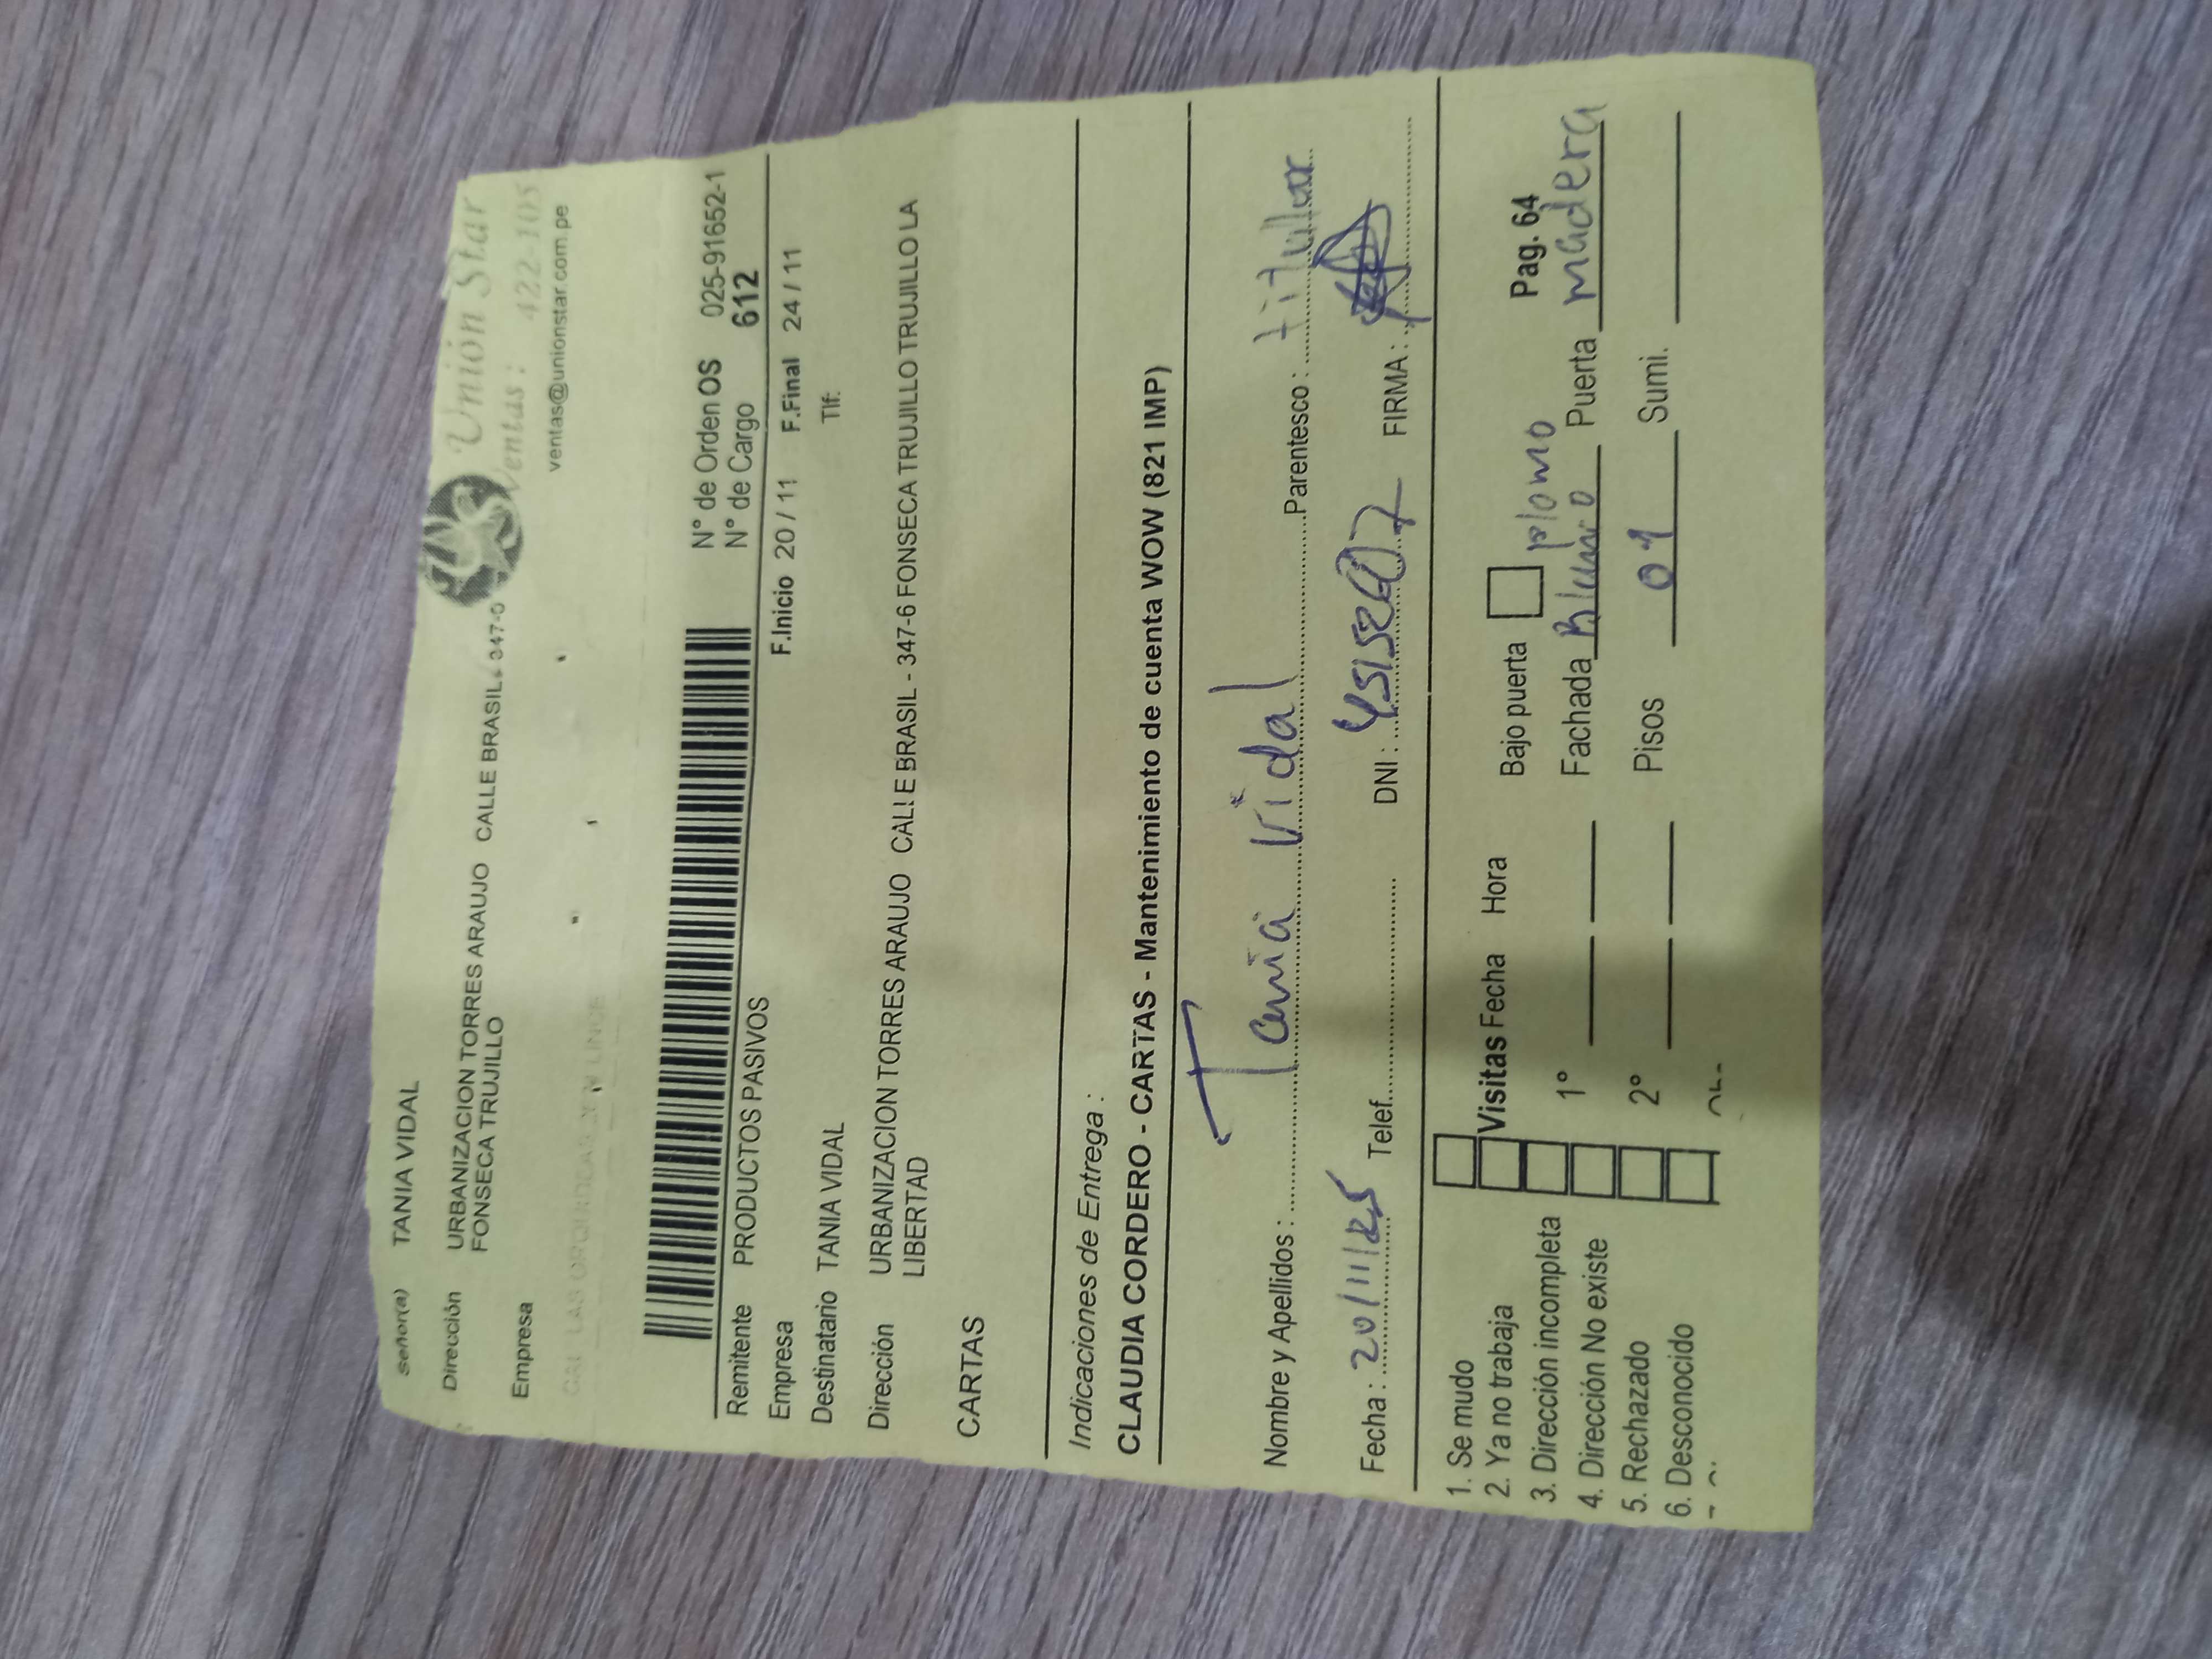 señor(a) TANIA VIDAL
Dirección URBANIZACION TORRES ARAUJO CALLE BRASIL
FONSECA TRUJILLO
Empresa
Unión Star
Ventas: 422-105
ventas@unionstar.com.pe
N° de Orden OS 025-91652-1
N° de Cargo 612
Remitente PRODUCTOS PASIVOS
Empresa F.Inicio 20 / 11 F.Final 24 / 11
Destinatario TANIA VIDAL Tlf:
Dirección URBANIZACION TORRES ARAUJO CALLE BRASIL - 347-6 FONSECA TRUJILLO TRUJILLO LA
LIBERTAD
CARTAS
Indicaciones de Entrega :
CLAUDIA CORDERO - CARTAS - Mantenimiento de cuenta WOW (821 IMP)
Nombre y Apellidos : Tania Vidal Parentesco : titular
Fecha : 20/11/25 Telef. DNI : FIRMA :
1. Se mudo
2. Ya no trabaja Visitas Fecha Hora Bajo puerta Pag. 64
3. Dirección incompleta 1° Fachada Blanco plomo Puerta madera
4. Dirección No existe
5. Rechazado 2° Pisos 01 Sumi.
6. Desconocido